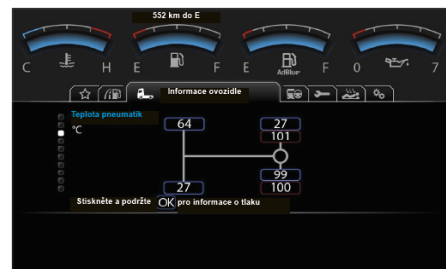 552 km do E
C H E F E AdBlue® F 0 7
Informace ovozidle
Teplota pneumatik
°C
64 27
101
99
27 100
Stiskněte a podržte OK pro informace o tlaku